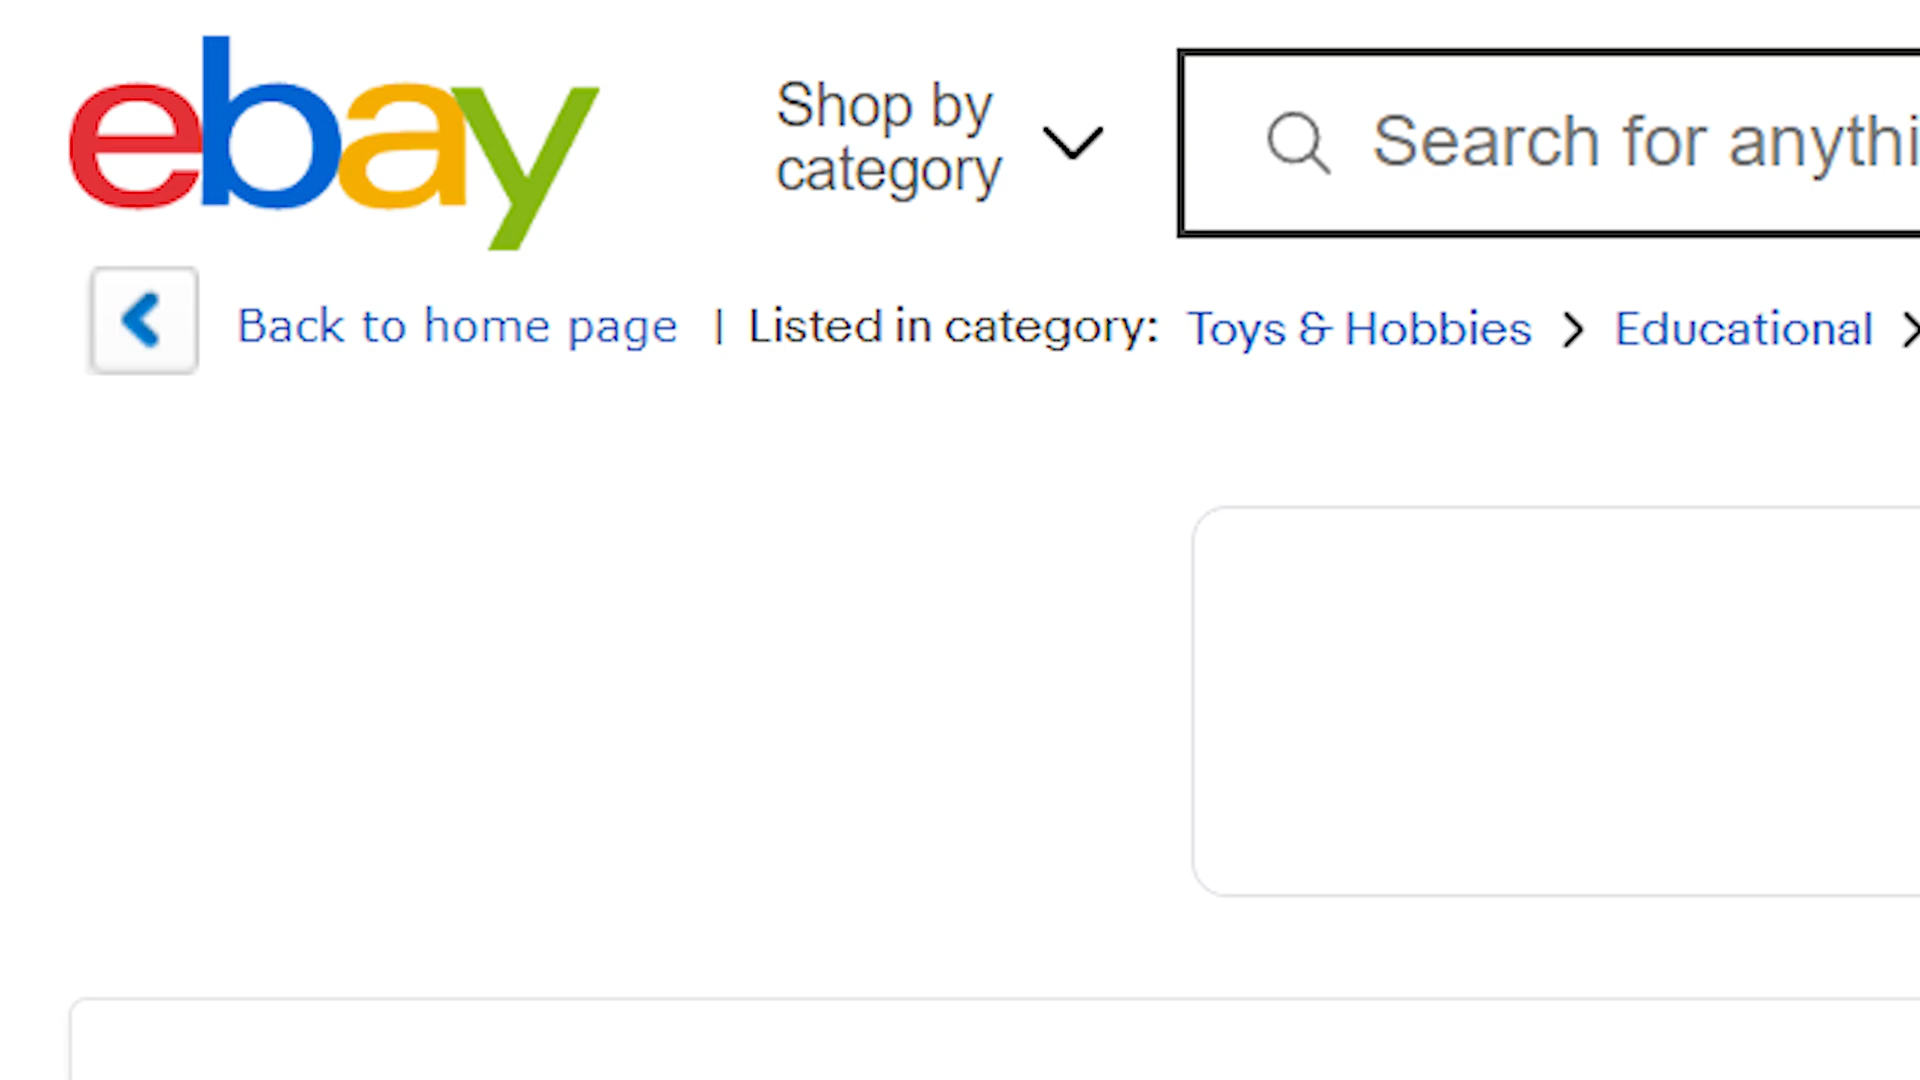 ebay
Shop by
category
Search for anythi
Back to home page | Listed in category: Toys & Hobbies > Educational >